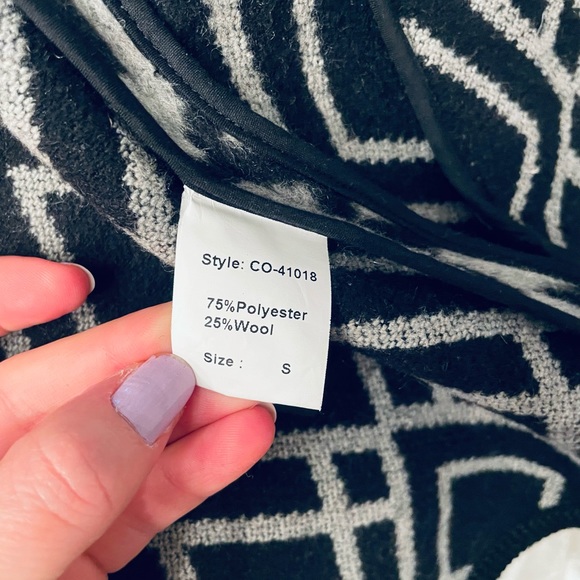 Style: CO-41018
75%Polyester
25%Wool
Size : S